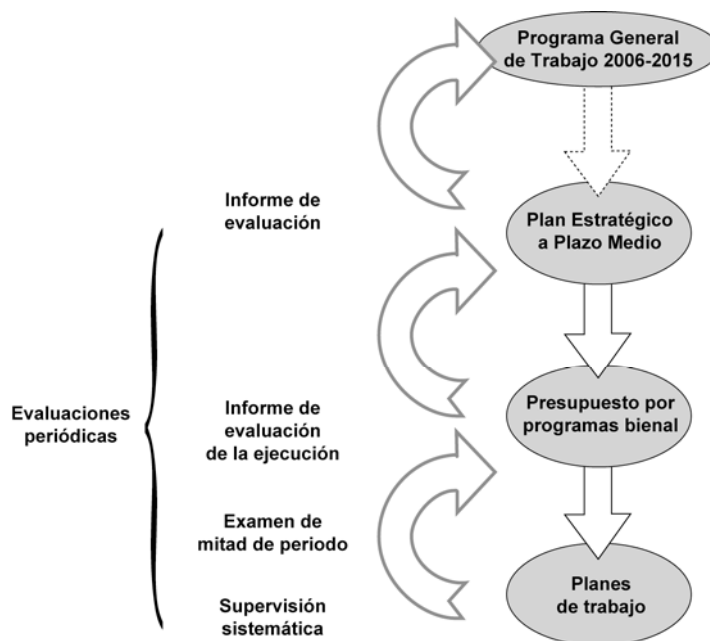 Programa General
de Trabajo 2006-2015
Informe de
evaluación
Plan Estratégico
a Plazo Medio
Evaluaciones
periódicas
Informe de
evaluación
de la ejecución
Presupuesto por
programas bienal
Examen de
mitad de periodo
Supervisión
sistemática
Planes
de trabajo